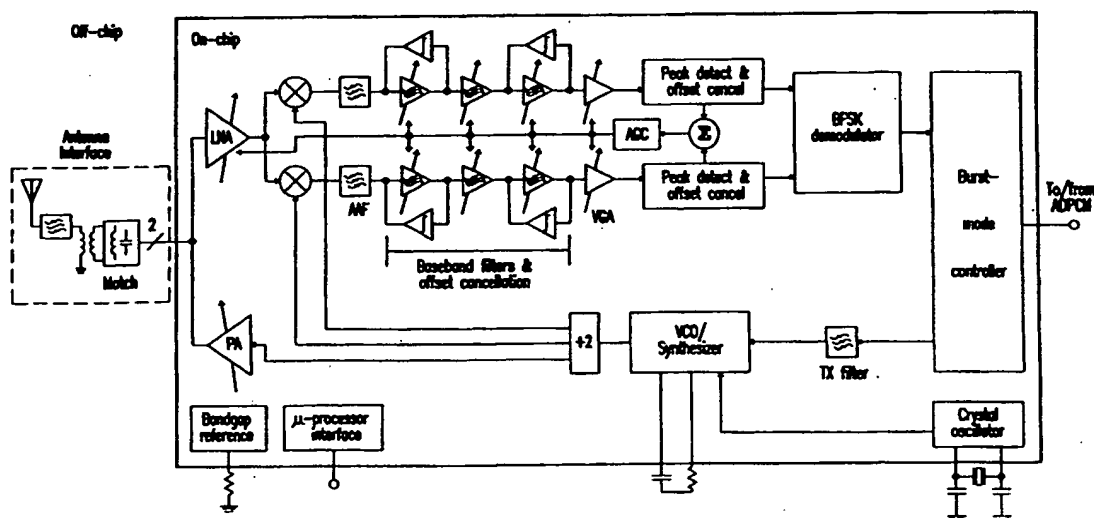 Off-chip
On-chip
Antenna
Interface
2
Match
LNA
PA
AAF
VGA
Baseband filters &
offset cancellation
AGC
Σ
Peak detect &
offset cancel
Peak detect &
offset cancel
BFSK
demodulator
Burst-
mode
controller
To/from
ADPCM
÷2
VCO/
Synthesizer
TX filter
Bandgap
reference
μ-processor
interface
Crystal
oscillator